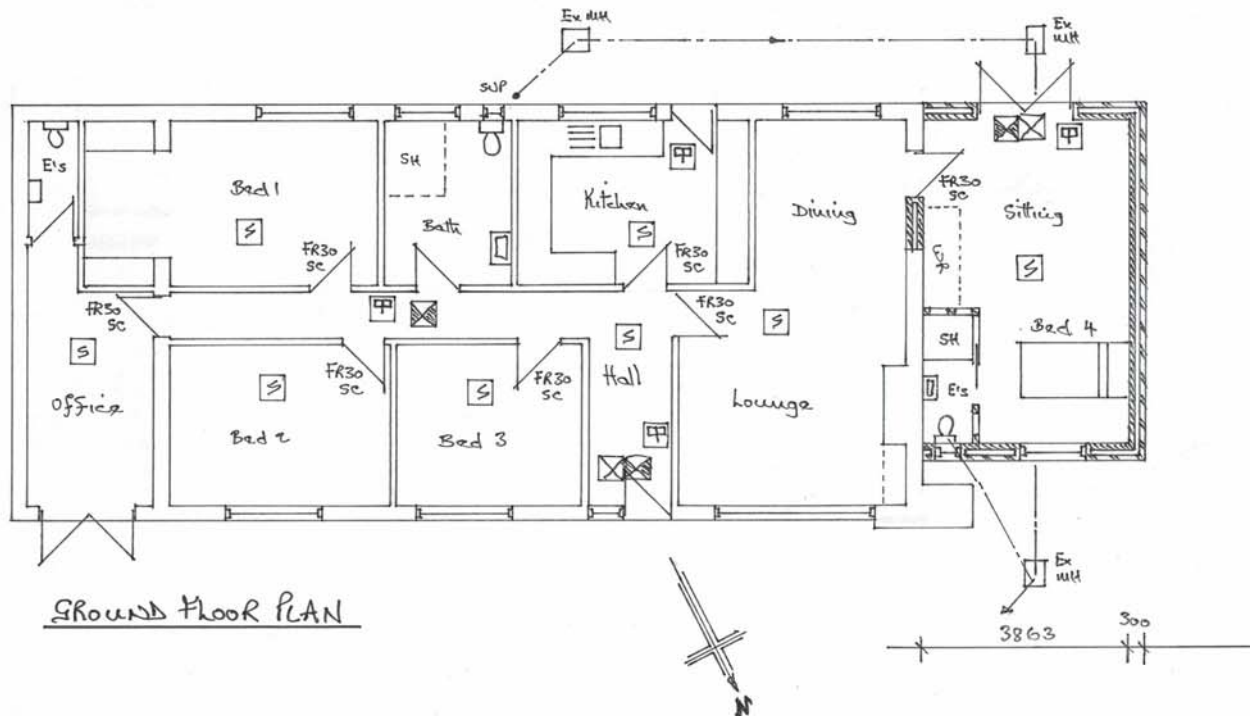 Ex MH
Ex
MH
SVP
E's
Bed 1
SH
Bath
Kitchen
Dining
FR30
SC
Sitting
FR30
SC
FR30
SC
FR30
SC
FR30
SC
Office
Bed 2
FR30
SC
Bed 3
FR30
SC
Hall
Lounge
SH
Bed 4
E's
S
S
S
S
S
S
S
S
Ex
MH
GROUND FLOOR PLAN
3863
300
N